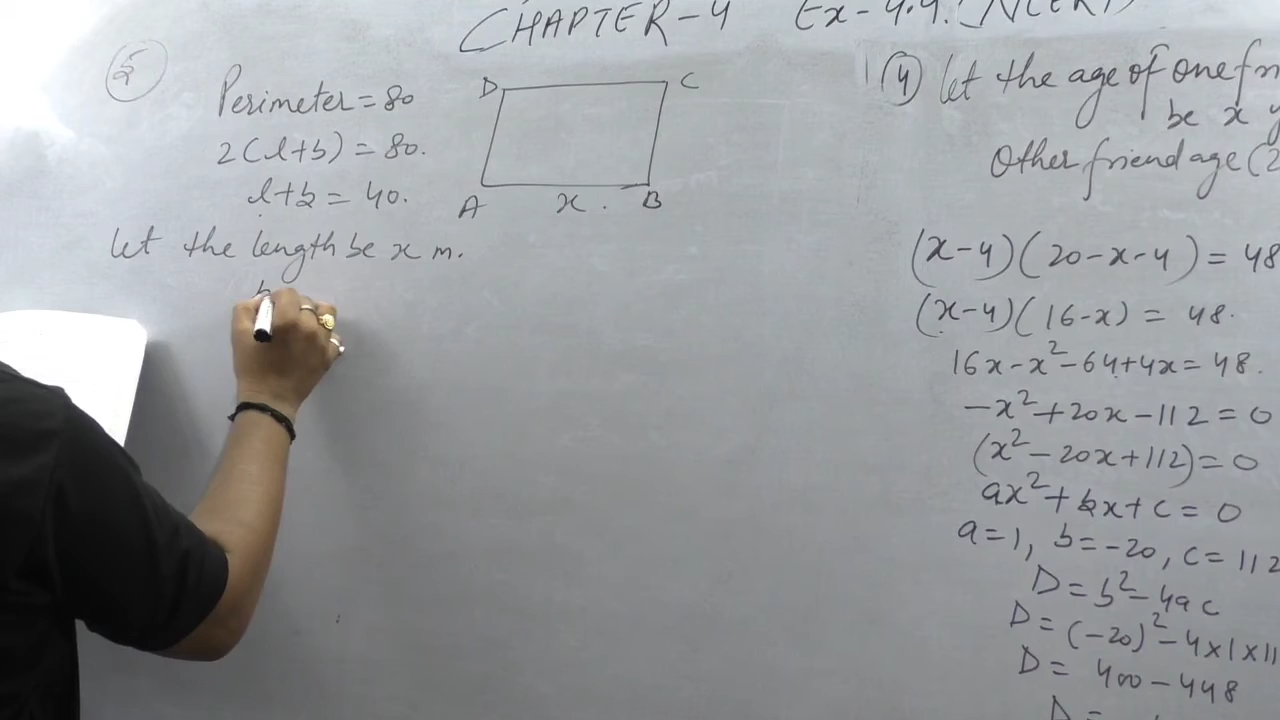 CHAPTER-4 Ex-4.4. (NCERT)
5
Perimeter = 80
2(l+b) = 80.
l+b = 40.
let the length be x m.
b
D C
A x . B
(4) let the age of one
be x
Other friend age (2
(x-4)(20-x-4) = 48
(x-4)(16-x) = 48.
16x-x²-64+4x = 48.
-x²+20x-112 = 0
(x²-20x+112) = 0
ax²+bx+c = 0
a=1, b=-20, c=112
D = b²-4ac
D = (-20)²-4×1×11
D = 400-448
D =